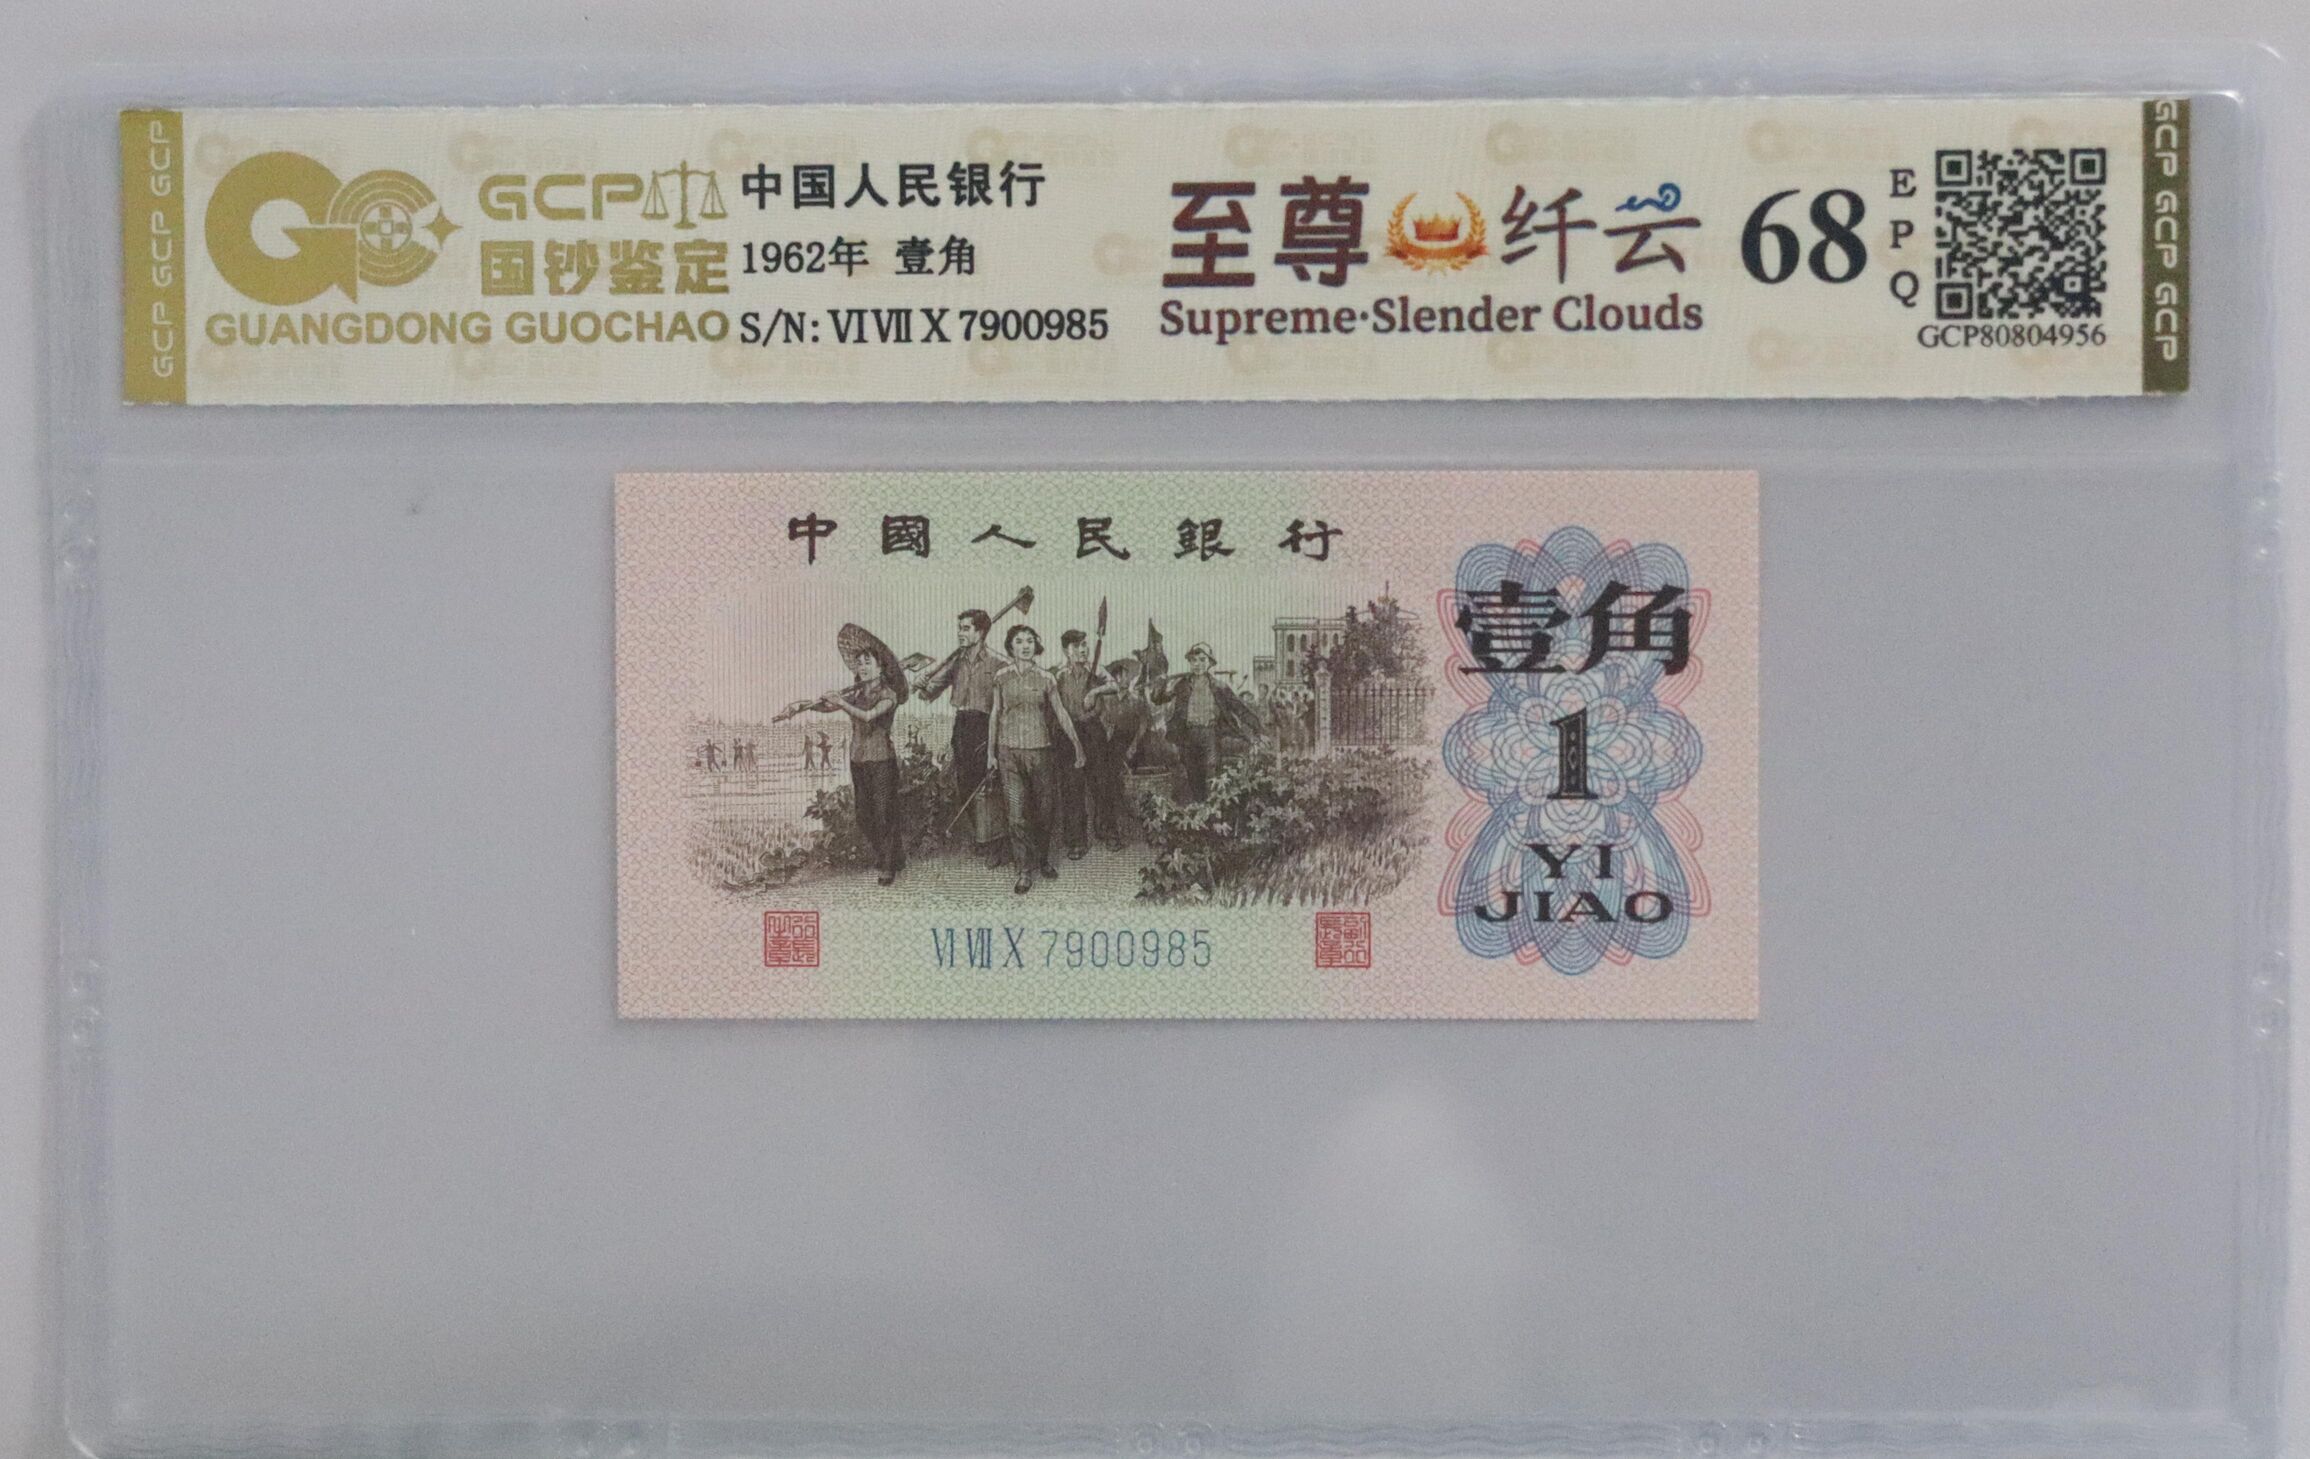 GCP GCP GCP
GCP
国钞鉴定
GUANGDONG GUOCHAO
中国人民银行
1962年 壹角
S/N: VI VII X 7900985
至尊 纤云
Supreme·Slender Clouds
68
E
P
Q
GCP80804956
GCP GCP GCP
中國人民銀行
壹角
1
YI
JIAO
VI VII X 7900985